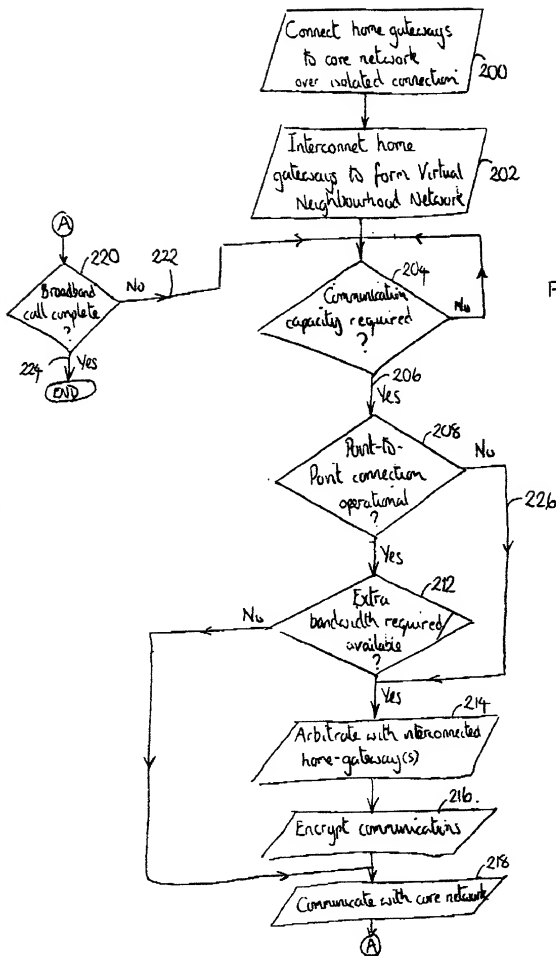 Connect home gateways
to core network
over isolated connection
200
Interconnet home
gateways to form Virtual
Neighbourhood Network
202
A
220
222
No
Broadband
call complete
?
224
Yes
END
204
Communication
capacity required
?
No
F
206
Yes
208
Point-to-
Point connection
operational
?
No
226
Yes
212
No
Extra
bandwidth required/
available
?
Yes
214
Arbitrate with interconnected
home-gateway(s)
216.
Encrypt communications
218
Communicate with core network
A